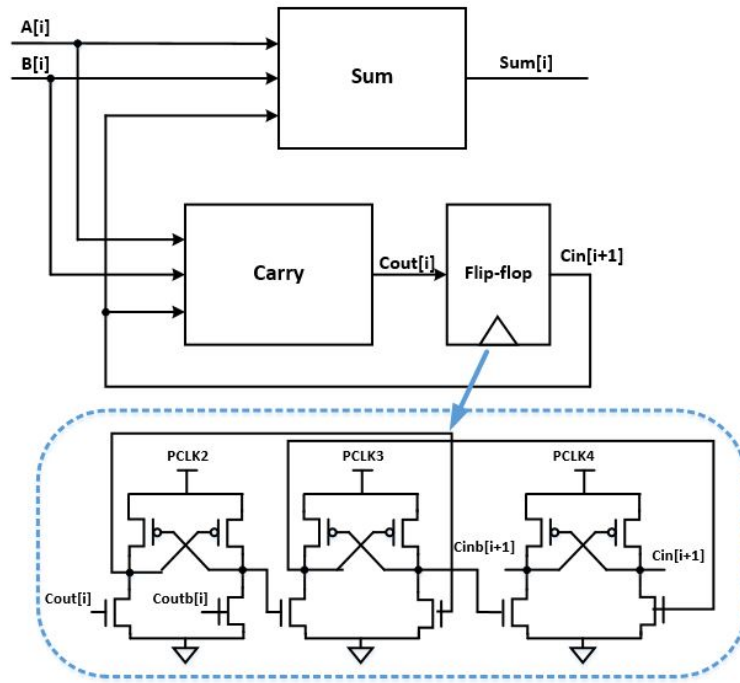 A[i]
B[i]
Sum
Sum[i]
Carry
Cout[i]
Flip-flop
Cin[i+1]
PCLK2
PCLK3
PCLK4
Cinb[i+1]
Cin[i+1]
Cout[i]
Coutb[i]